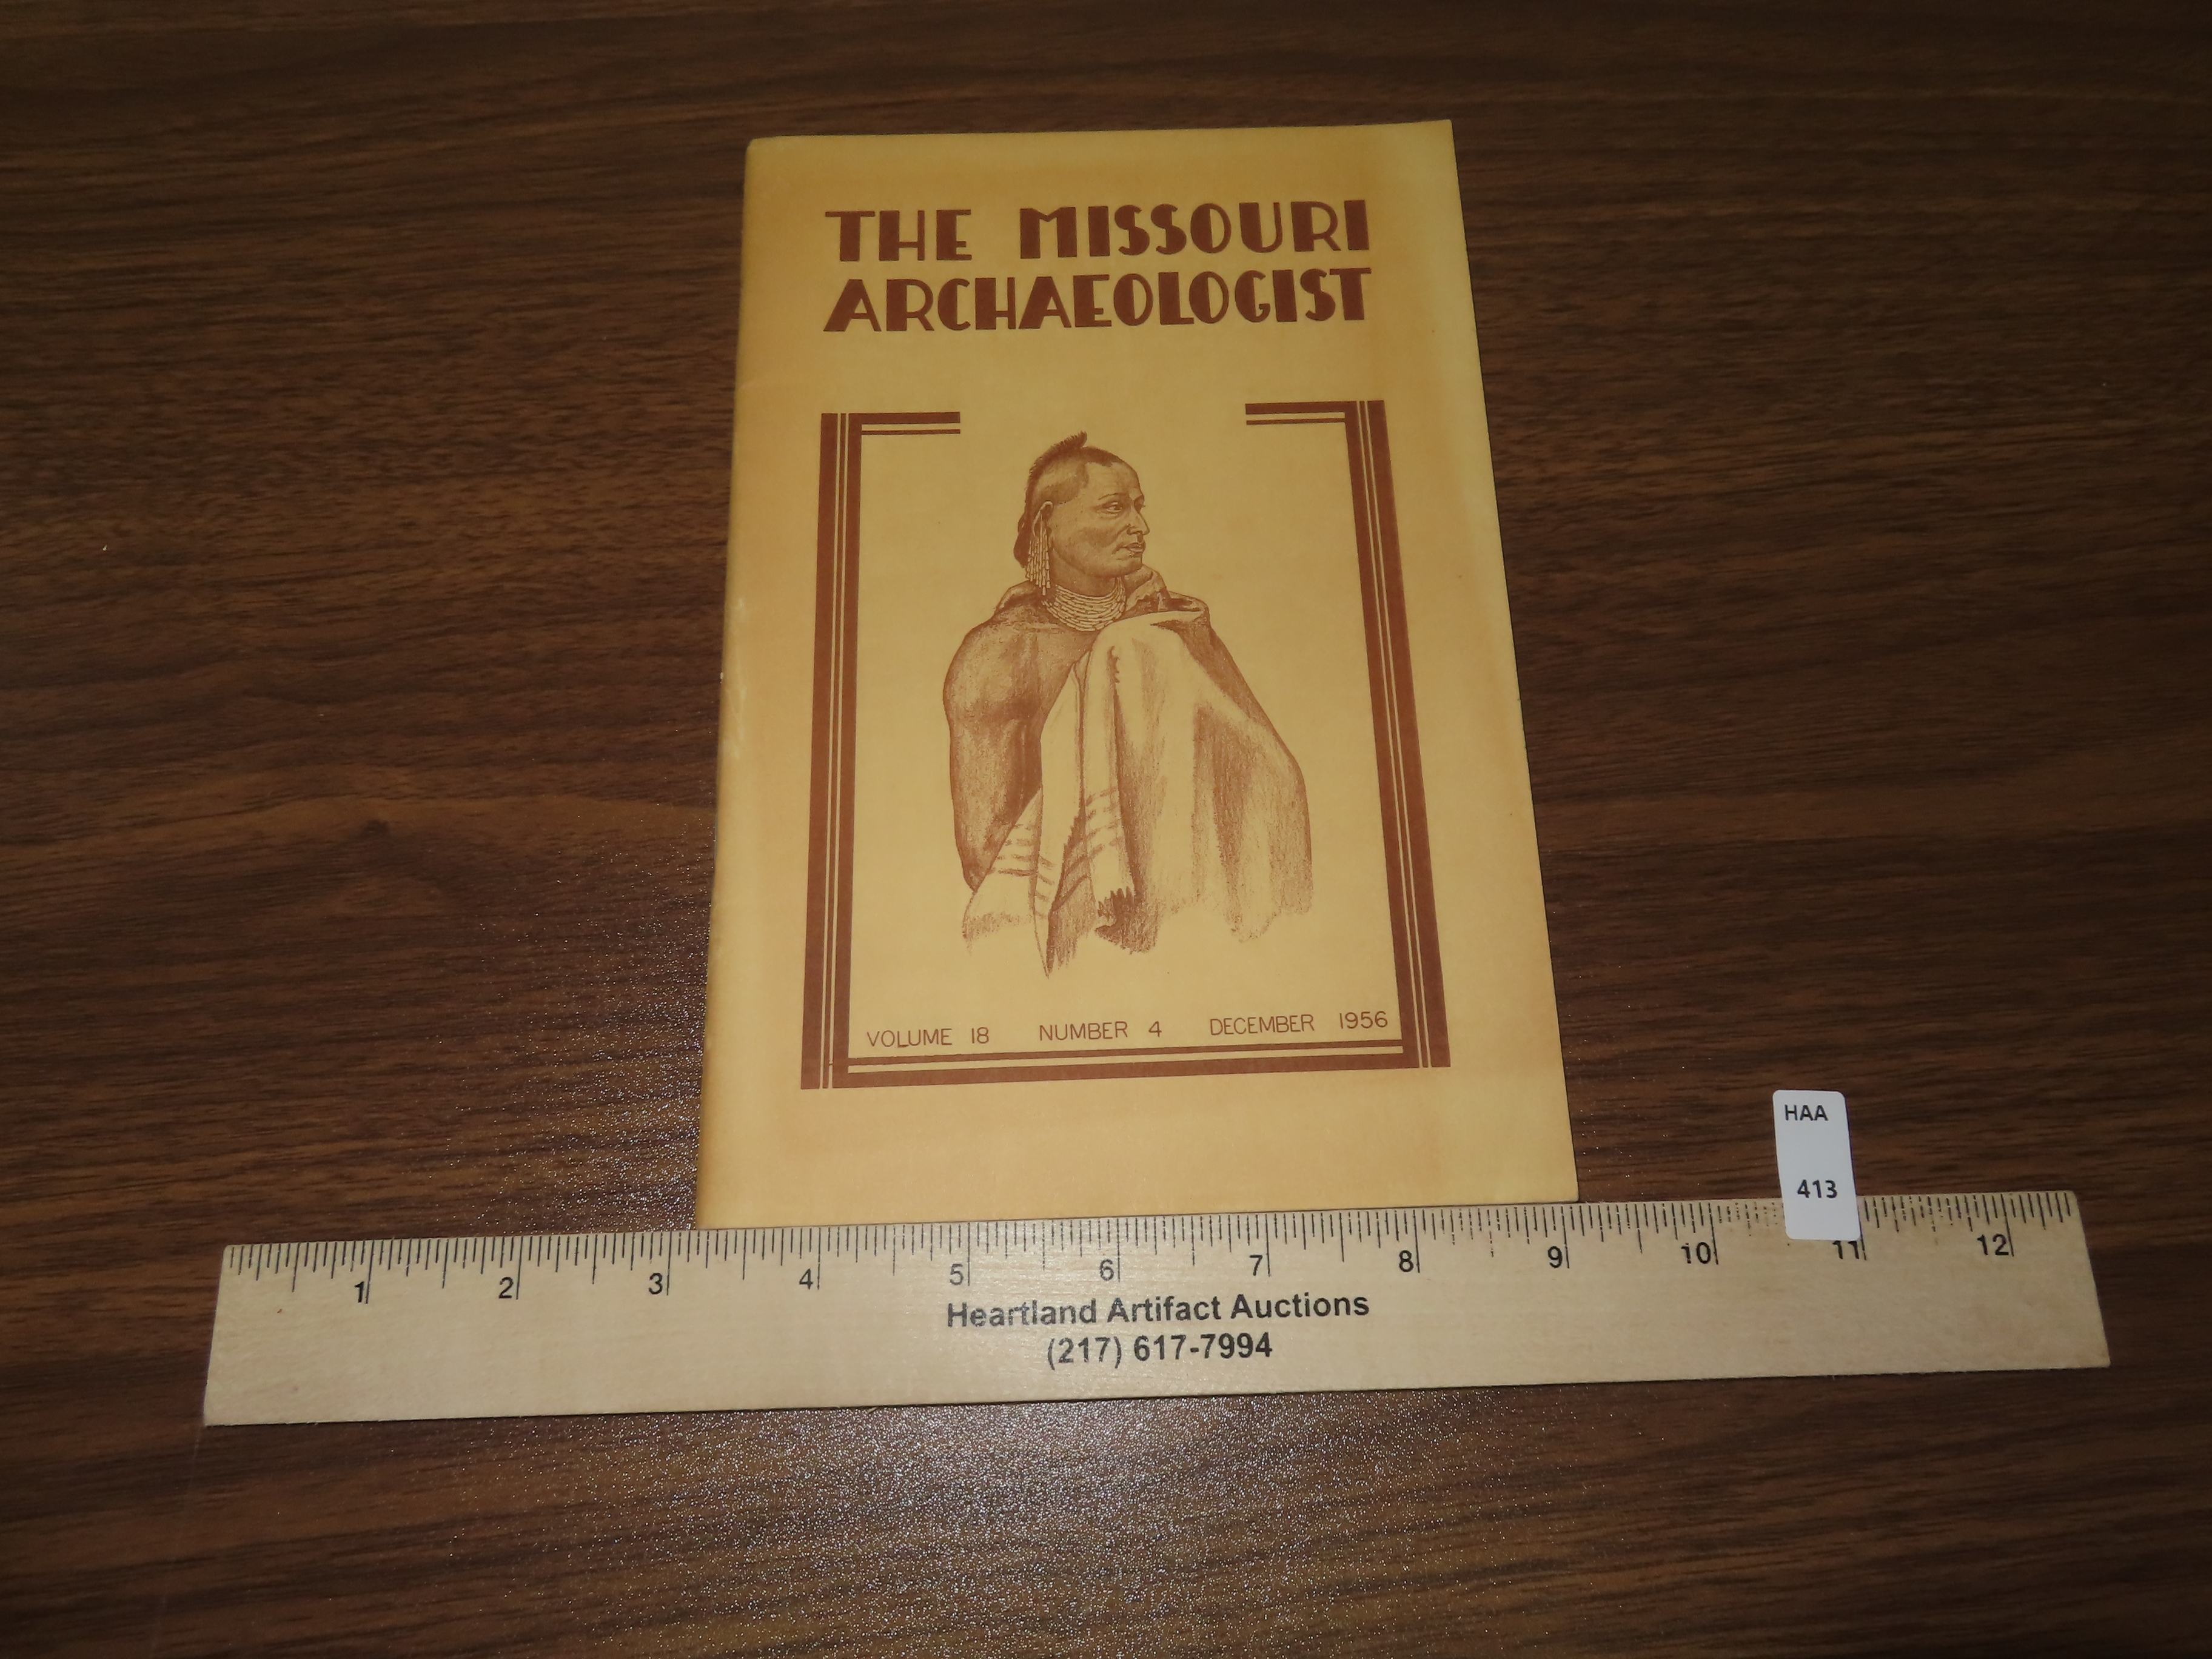 THE MISSOURI
ARCHAEOLOGIST
VOLUME 18 NUMBER 4 DECEMBER 1956
HAA
413
1 2 3 4 5 6 7 8 9 10 11 12
Heartland Artifact Auctions
(217) 617-7994